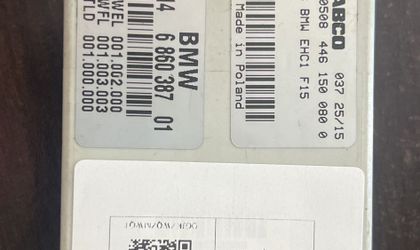 BMW
6 860 387 01
WEL 001.002.000
WFL 001.003.003
001.000.000
ABCO 037 25/15
0508 446 150 080 0
BMW EHC1 F15
Made in Poland